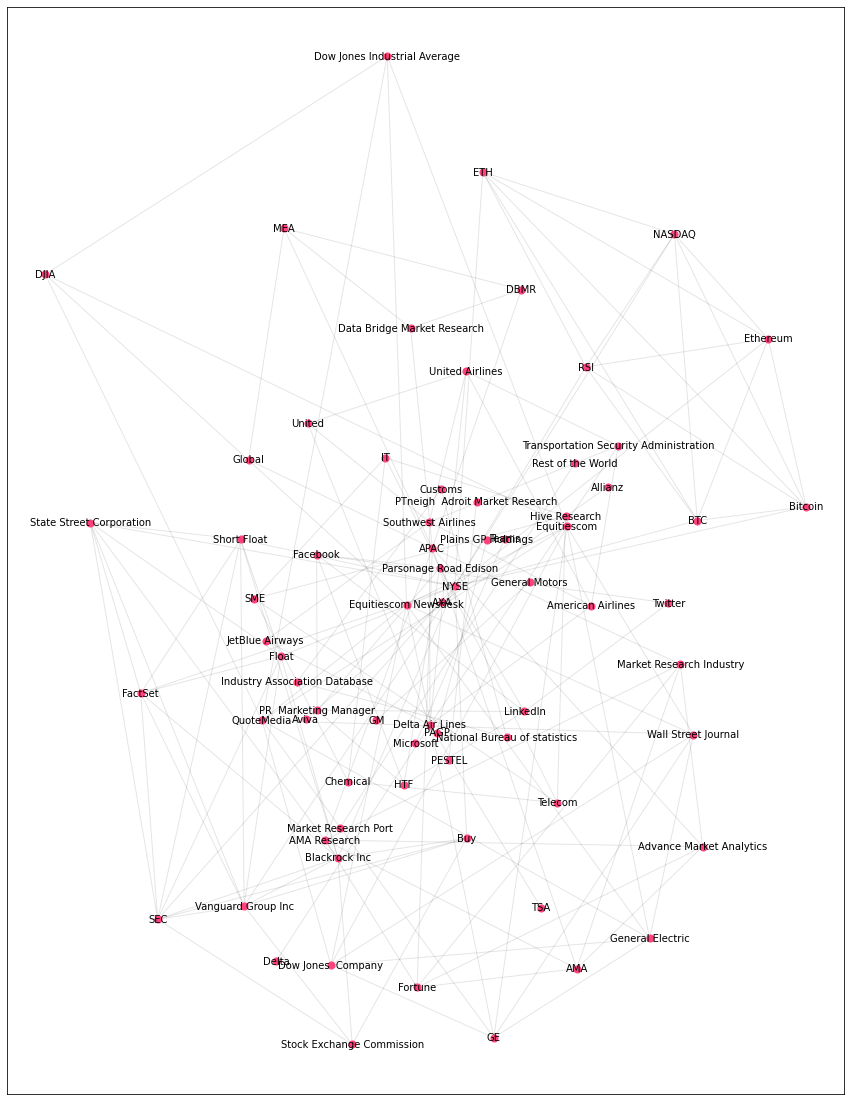 Dow Jones Industrial Average
ETH
MEA
NASDAQ
DJIA
DBMR
Data Bridge Market Research
Ethereum
United Airlines
RSI
United
Transportation Security Administration
Global
IT
Rest of the World
Customs
Allianz
PTneigh
Adroit Market Research
Bitcoin
State Street Corporation
Southwest Airlines
Hive Research
BTC
Equitiescom
Short Float
Plains GP Holdings
Teams
APAC
Facebook
Parsonage Road Edison
General Motors
NYSE
SME
Equitiescom Newsdesk
AXA
American Airlines
Twitter
JetBlue Airways
Float
Market Research Industry
Industry Association Database
FactSet
PR Marketing Manager
LinkedIn
QuoteMedia
Aviva
GM
Delta Air Lines
PAGP
National Bureau of statistics
Wall Street Journal
Microsoft
PESTEL
Chemical
HTF
Telecom
Market Research Port
AMA Research
Buy
Advance Market Analytics
Blackrock Inc
Vanguard Group Inc
TSA
SEC
General Electric
Delta
Dow Jones Company
AMA
Fortune
GE
Stock Exchange Commission